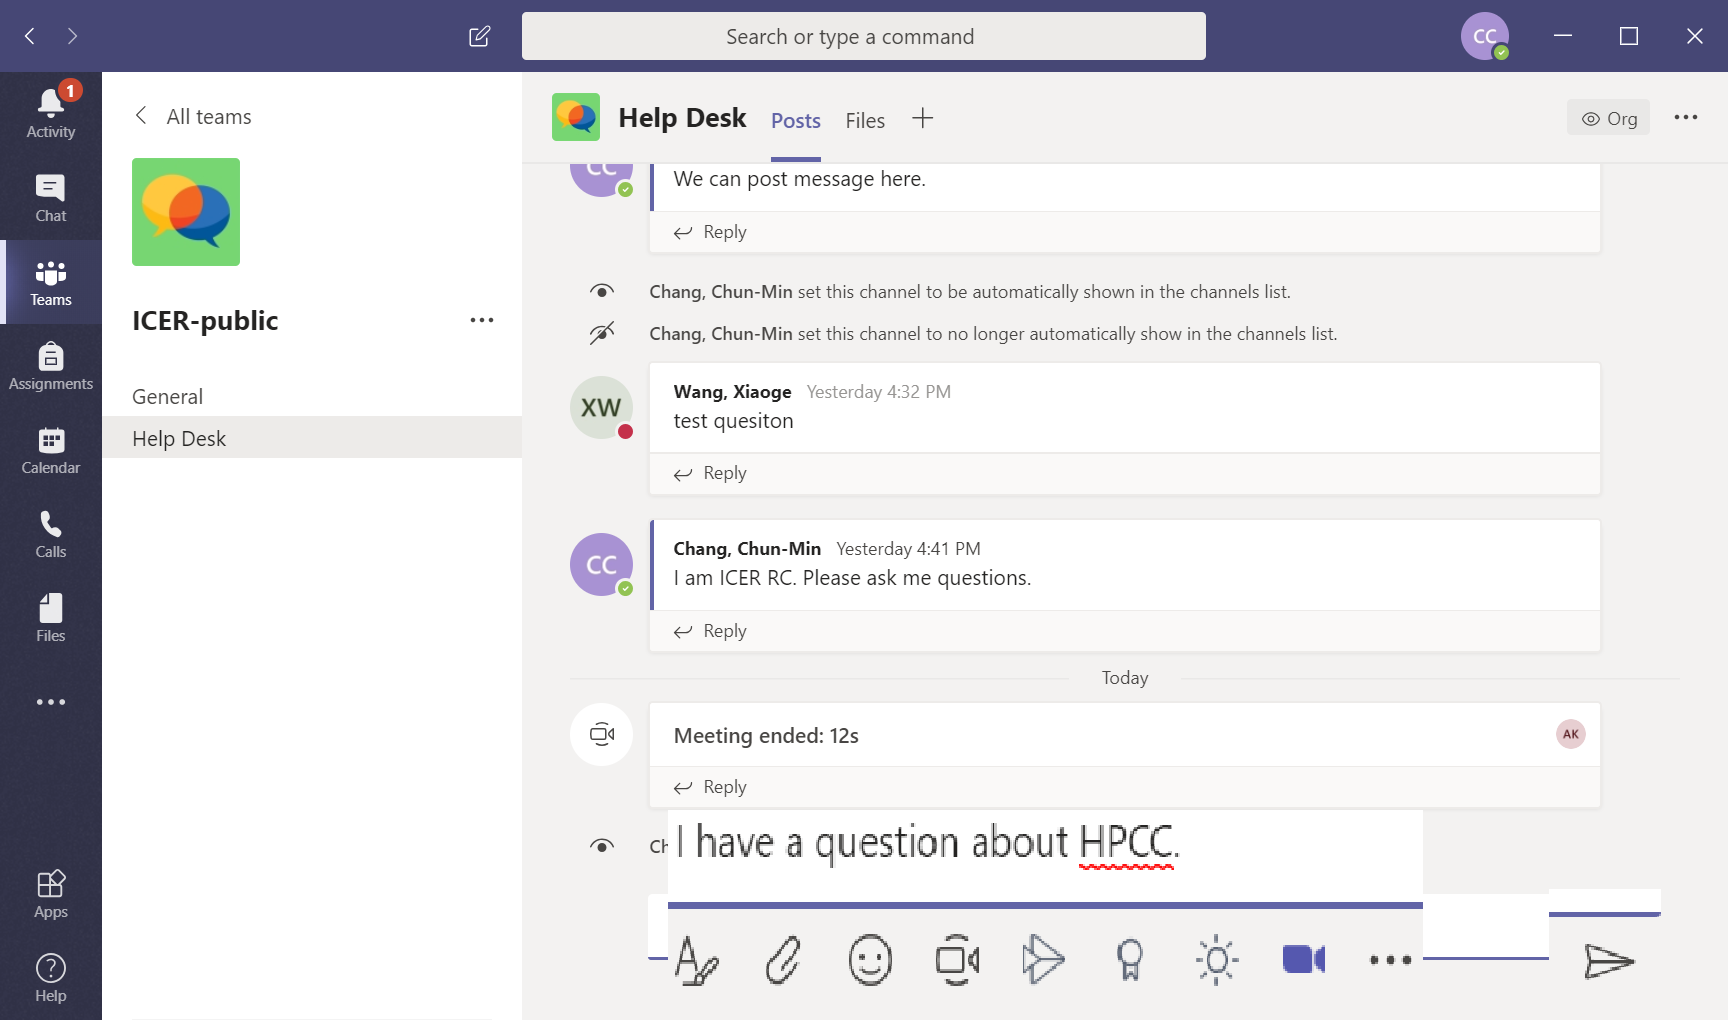 Search or type a command
CC
1
Activity
Chat
Teams
Assignments
Calendar
Calls
Files
Apps
Help
All teams
ICER-public
General
Help Desk
Help Desk
Posts
Files
Org
CC
We can post message here.
Reply
Chang, Chun-Min set this channel to be automatically shown in the channels list.
Chang, Chun-Min set this channel to no longer automatically show in the channels list.
XW
Wang, Xiaoge Yesterday 4:32 PM
test quesiton
Reply
CC
Chang, Chun-Min Yesterday 4:41 PM
I am ICER RC. Please ask me questions.
Reply
Today
Meeting ended: 12s
AK
Reply
Ch
I have a question about HPCC.